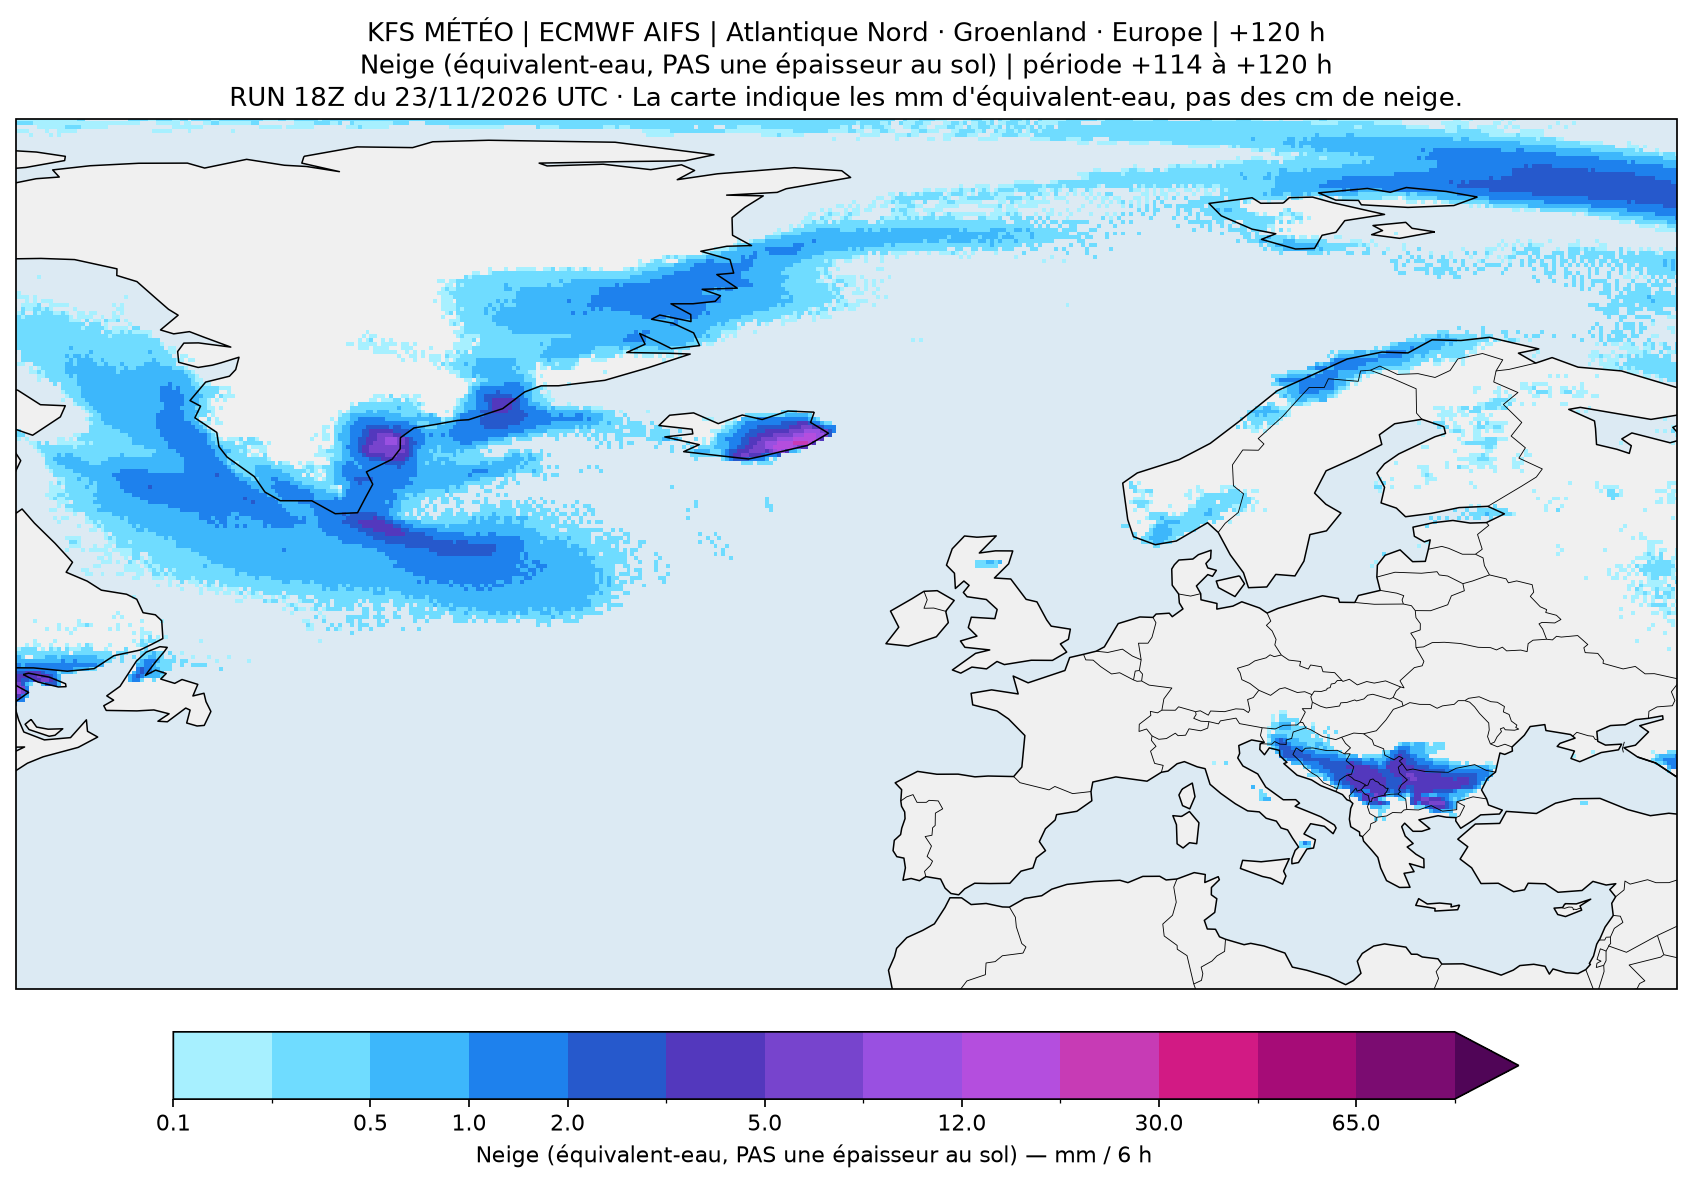 KFS MÉTÉO | ECMWF AIFS | Atlantique Nord · Groenland · Europe | +120 h
Neige (équivalent-eau, PAS une épaisseur au sol) | période +114 à +120 h
RUN 18Z du 23/11/2026 UTC · La carte indique les mm d'équivalent-eau, pas des cm de neige.
0.1 0.5 1.0 2.0 5.0 12.0 30.0 65.0
Neige (équivalent-eau, PAS une épaisseur au sol) — mm / 6 h